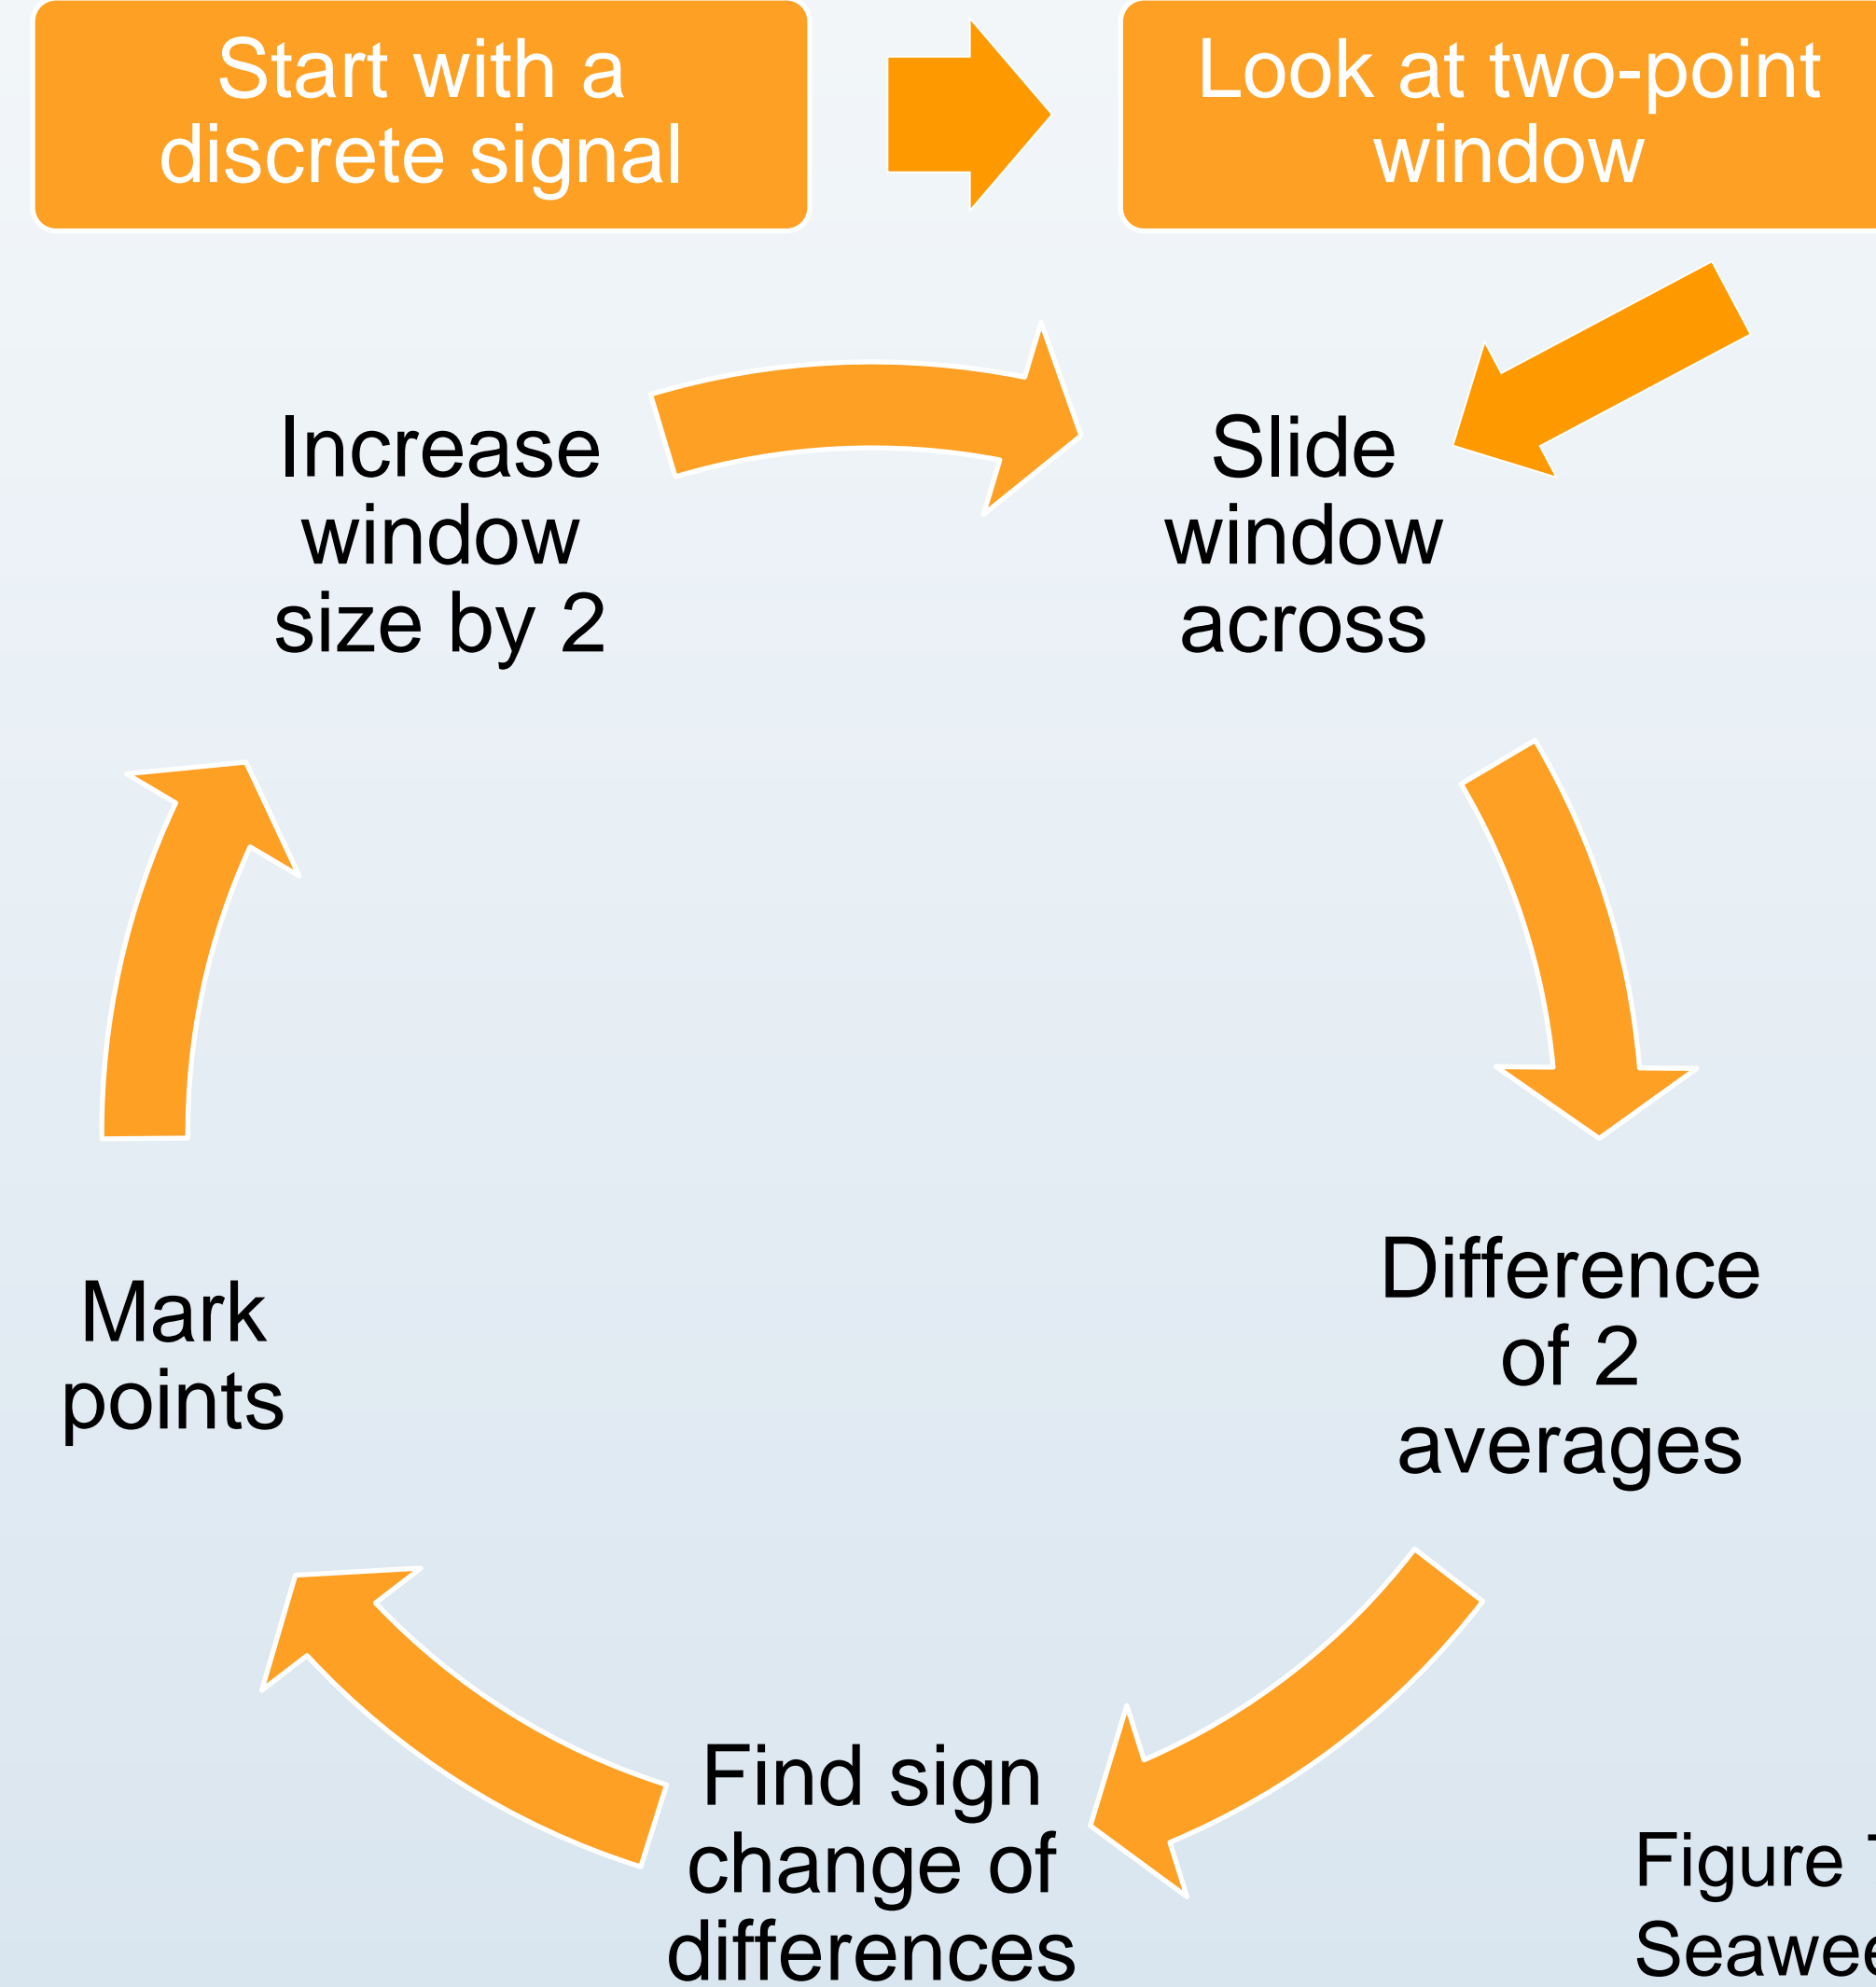 Start with a
discrete signal
Look at two-point
window
Increase
window
size by 2
Slide
window
across
Difference
of 2
averages
Find sign
change of
differences
Mark
points
Figure